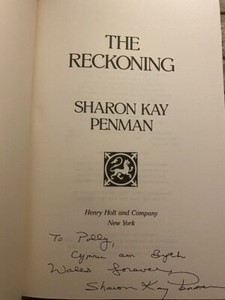 THE
RECKONING
SHARON KAY
PENMAN
Henry Holt and Company
New York
To Polly,
Cymru am Byth
Wales forever,
Sharon Kay Penman